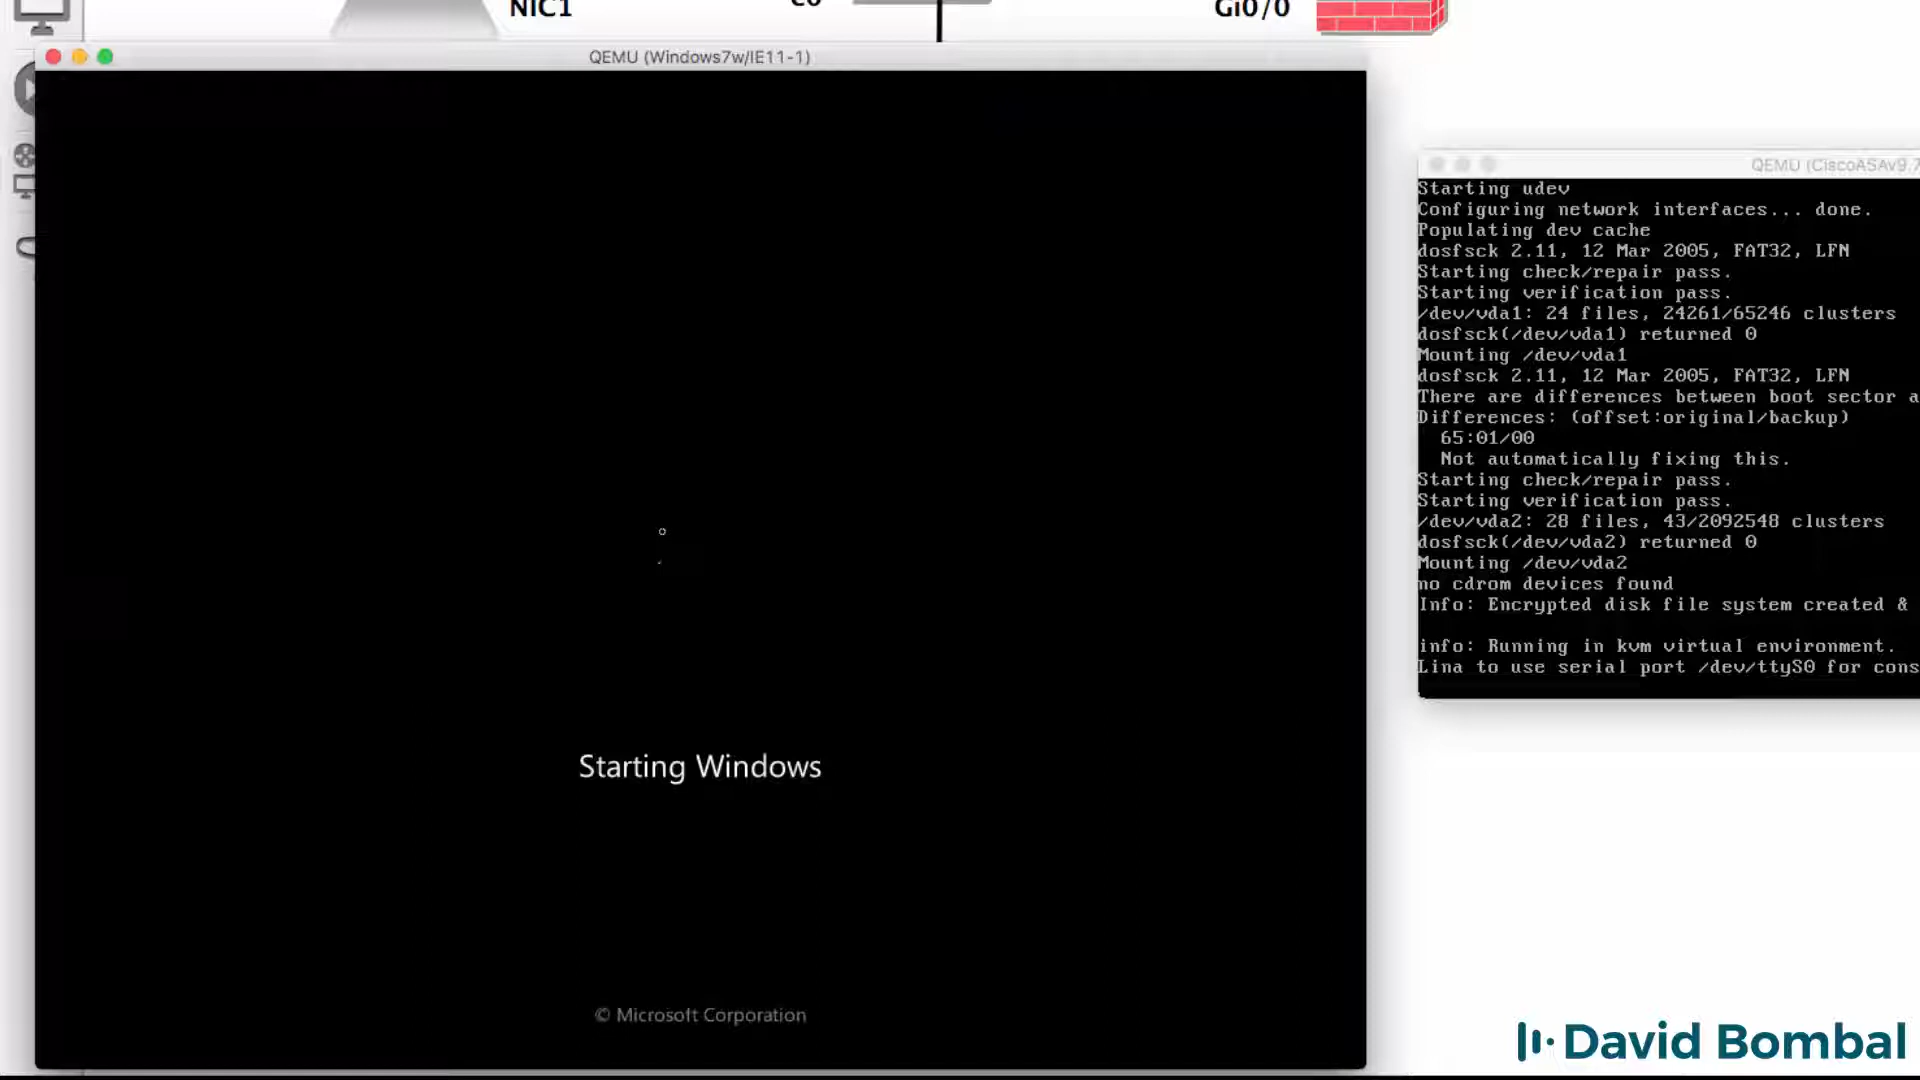 NIC1
e0
Gi0/0
QEMU (Windows7w/IE11-1)
Starting Windows
© Microsoft Corporation
QEMU (CiscoASAv9.7
Starting udev
Configuring network interfaces... done.
Populating dev cache
dosfsck 2.11, 12 Mar 2005, FAT32, LFN
Starting check/repair pass.
Starting verification pass.
/dev/vda1: 24 files, 24261/65246 clusters
dosfsck(/dev/vda1) returned 0
Mounting /dev/vda1
dosfsck 2.11, 12 Mar 2005, FAT32, LFN
There are differences between boot sector a
Differences: (offset:original/backup)
65:01/00
Not automatically fixing this.
Starting check/repair pass.
Starting verification pass.
/dev/vda2: 28 files, 43/2092548 clusters
dosfsck(/dev/vda2) returned 0
Mounting /dev/vda2
no cdrom devices found
Info: Encrypted disk file system created &
info: Running in kvm virtual environment.
Lina to use serial port /dev/ttyS0 for cons
David Bombal